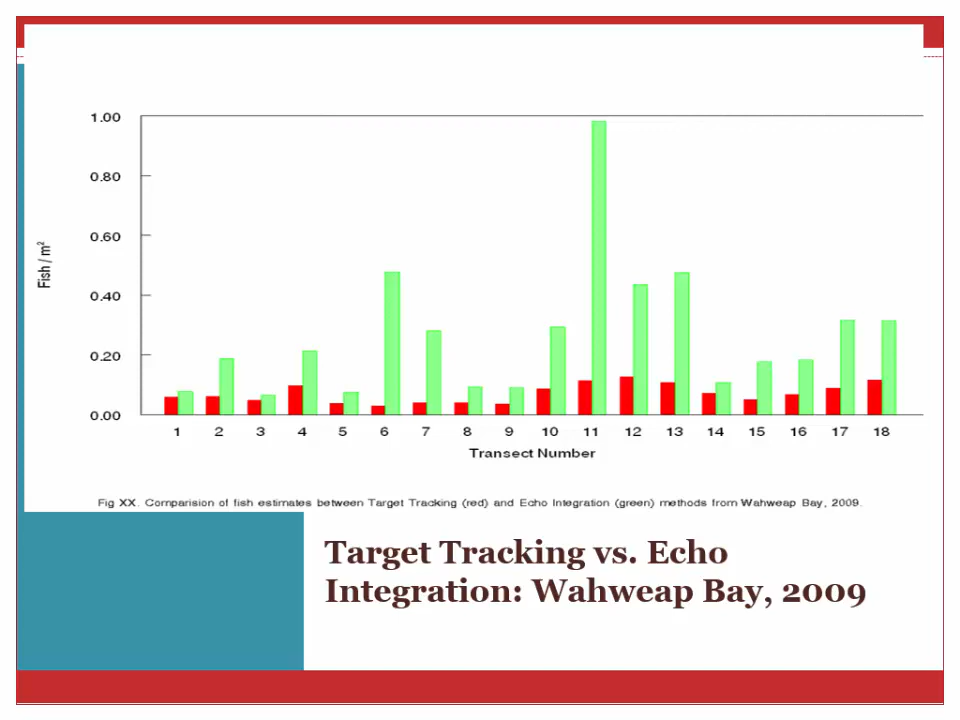 1.00
0.80
0.60
0.40
0.20
0.00
Fish / m²
1 2 3 4 5 6 7 8 9 10 11 12 13 14 15 16 17 18
Transect Number
Fig XX. Comparision of fish estimates between Target Tracking (red) and Echo Integration (green) methods from Wahweap Bay, 2009.
Target Tracking vs. Echo
Integration: Wahweap Bay, 2009